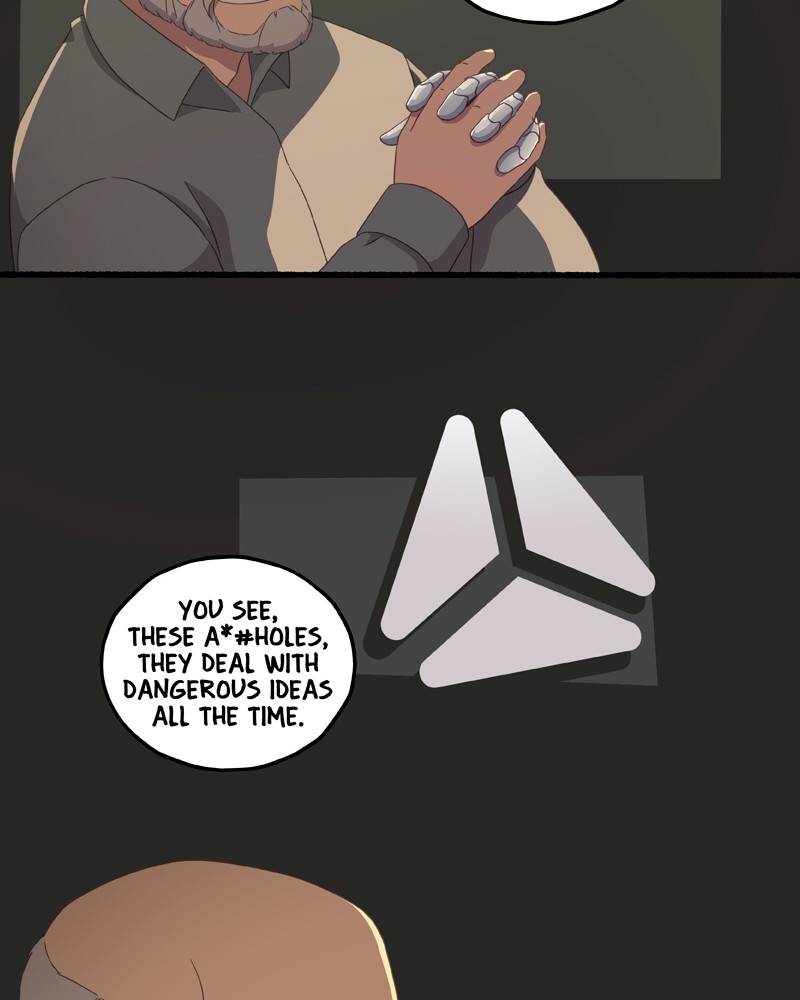 YOU SEE,
THESE A*#HOLES,
THEY DEAL WITH
DANGEROUS IDEAS
ALL THE TIME.